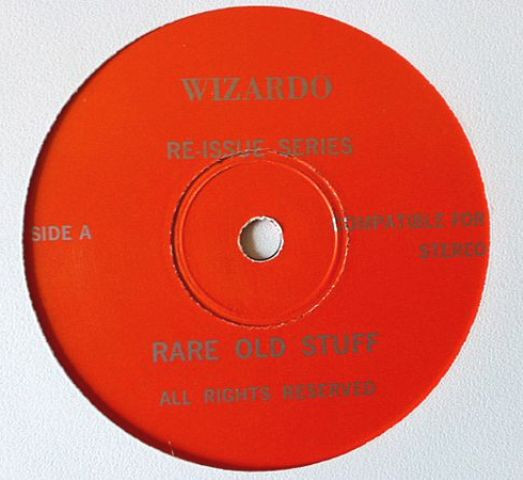 WIZARDO
RE-ISSUE SERIES
SIDE A
COMPATIBLE FOR
STEREO
RARE OLD STUFF
ALL RIGHTS RESERVED